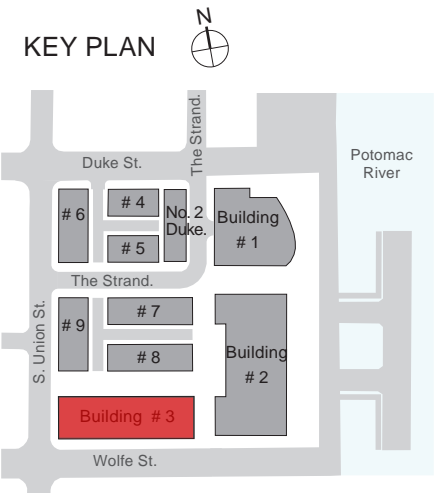 N
KEY PLAN
The Strand.
Duke St.
Potomac
River
# 6
# 4
No. 2
Duke.
Building
# 1
# 5
The Strand.
S. Union St.
# 9
# 7
# 8
Building
# 2
Building # 3
Wolfe St.